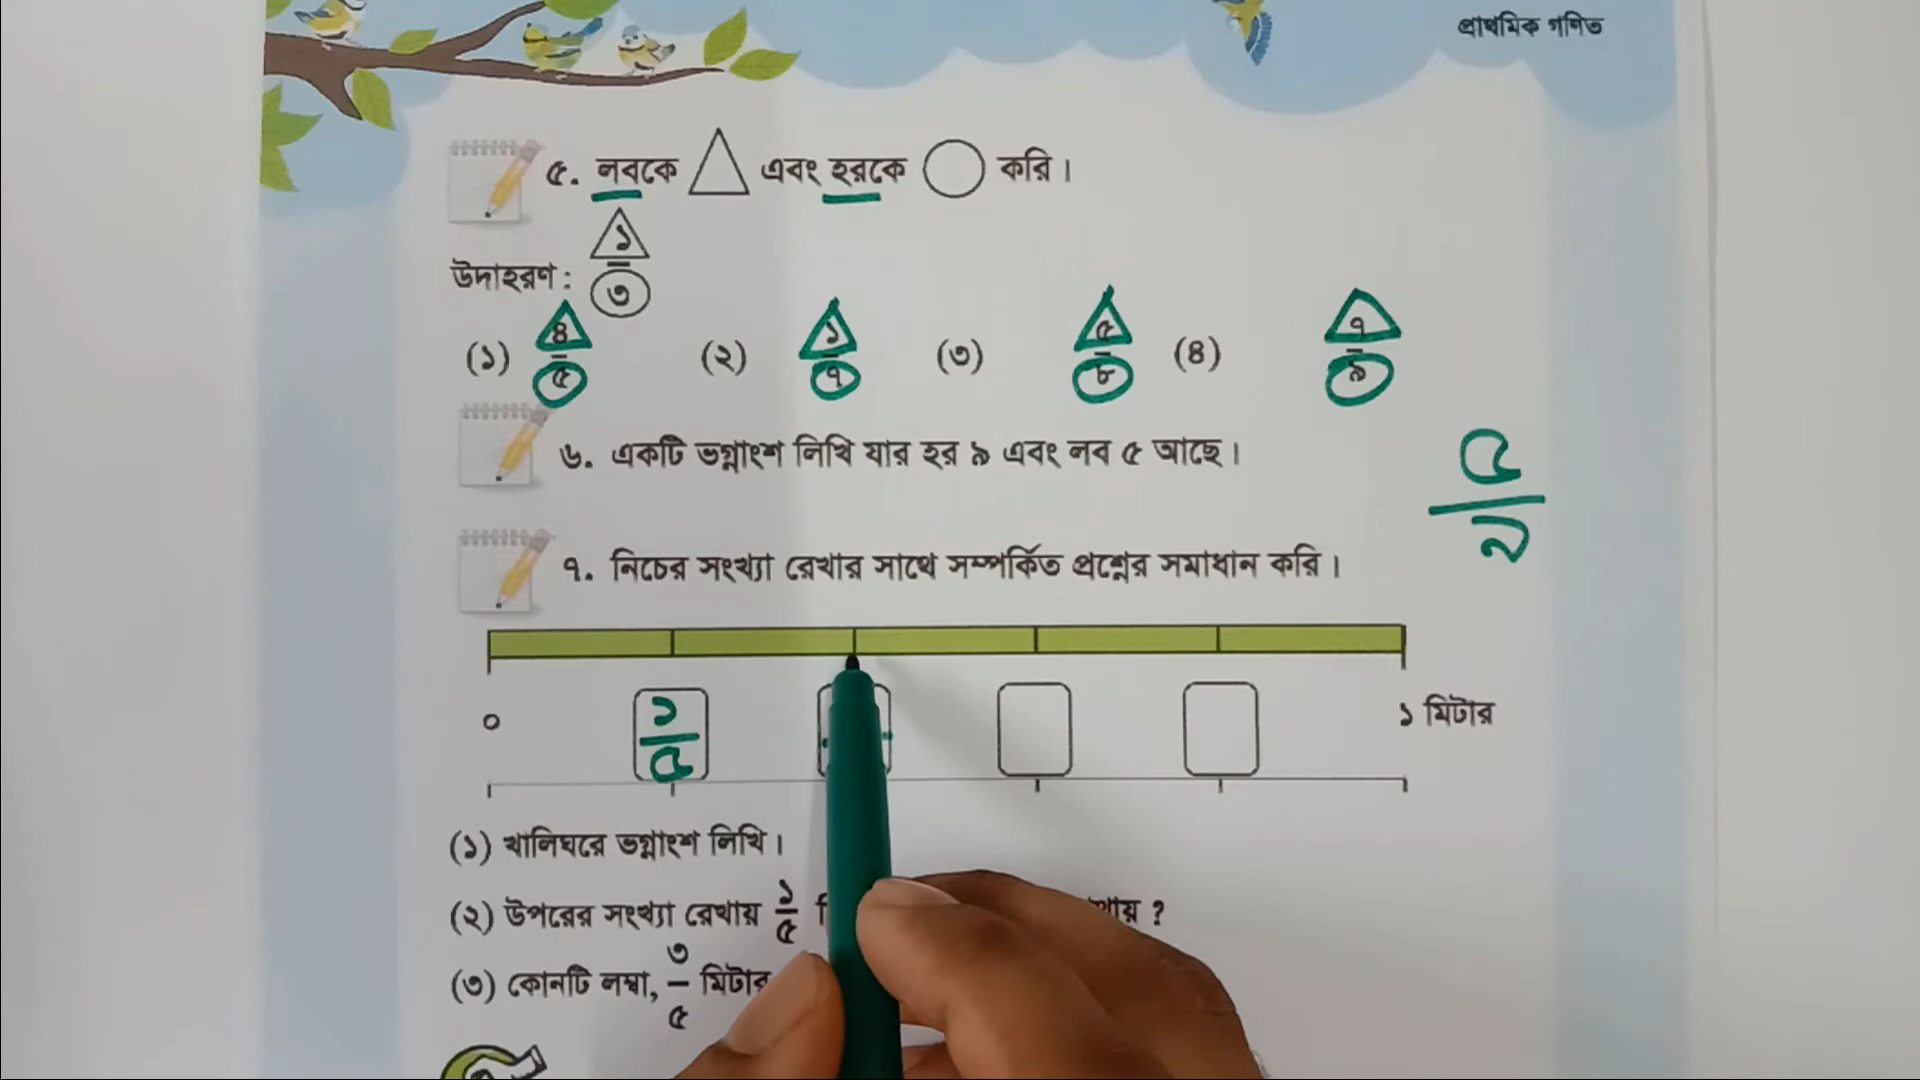 প্রাথমিক গণিত
৫. লবকে △ এবং হরকে ○ করি।
উদাহরণ : ১/৩
(১) ৪/৫ (২) ১/৭ (৩) ৫/৮ (৪) ৭/৯
৬. একটি ভগ্নাংশ লিখি যার হর ৯ এবং লব ৫ আছে।
৫/৯
৭. নিচের সংখ্যা রেখার সাথে সম্পর্কিত প্রশ্নের সমাধান করি।
০ ১/৫ ১ মিটার
(১) খালিঘরে ভগ্নাংশ লিখি।
(২) উপরের সংখ্যা রেখায় ১/৫ ?
(৩) কোনটি লম্বা, ৩/৫ মিটার